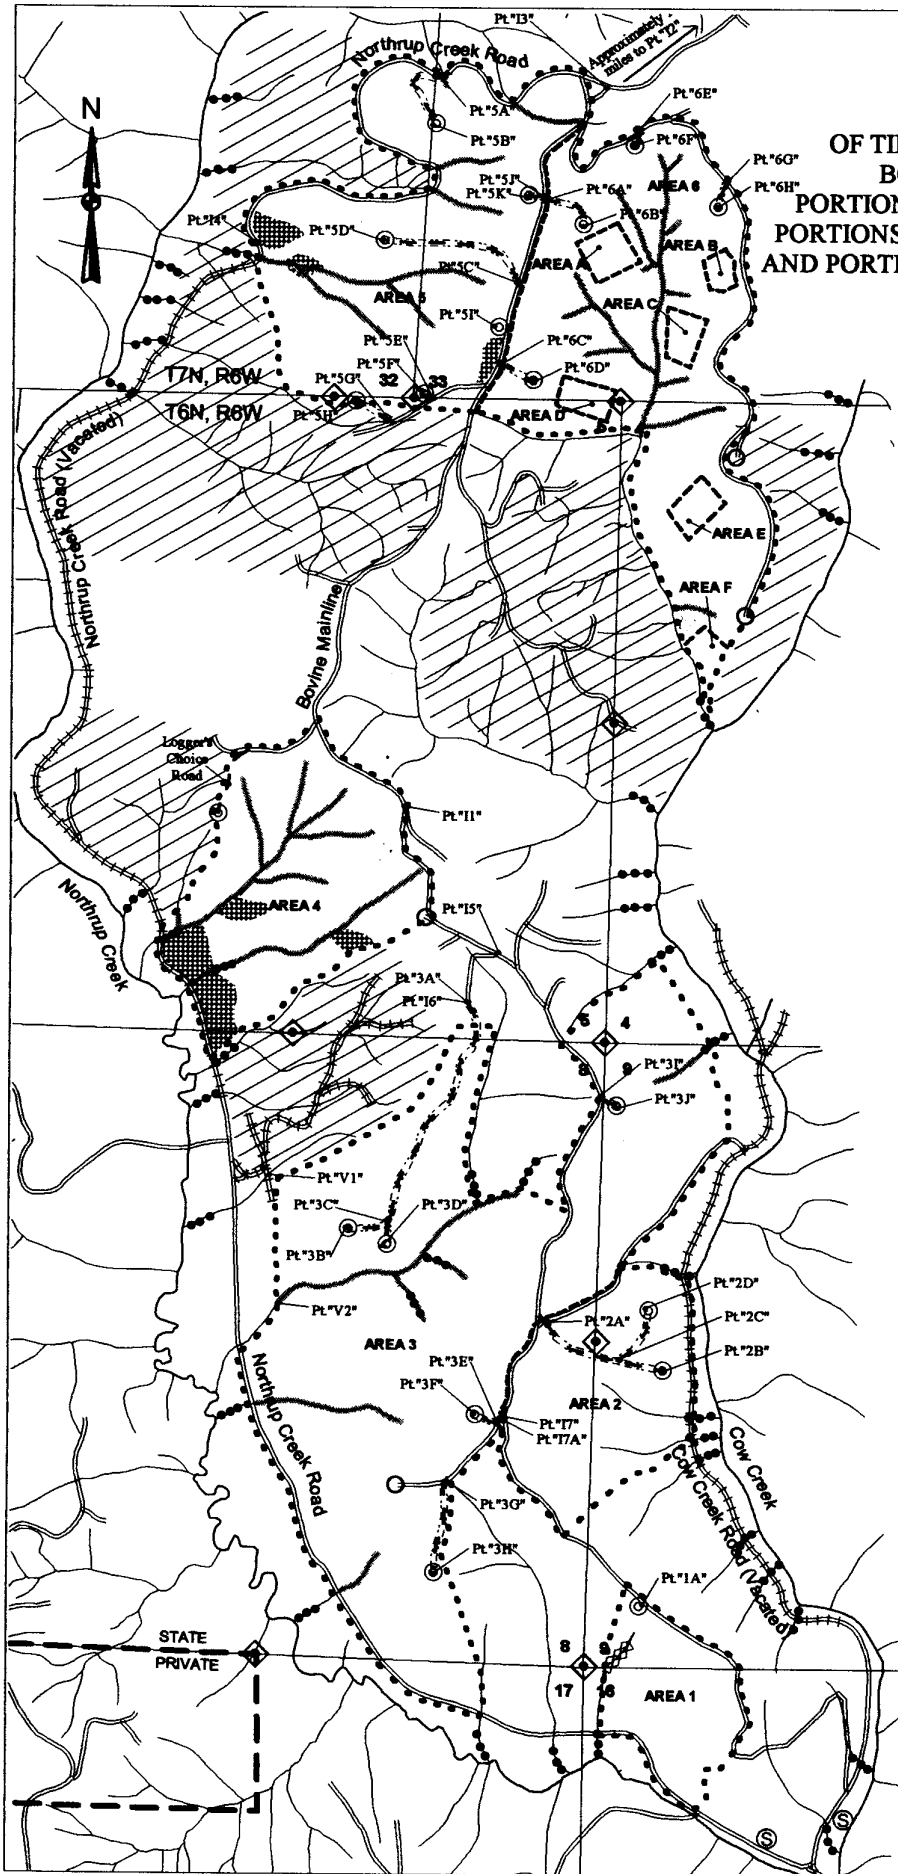 Pt."I3"
Northrup Creek Road
Approximately
miles to Pt. "I2"
N
Pt."5A"
Pt."6E"
Pt."5B"
Pt."6F"
OF TI
B
PORTION
PORTIONS
AND PORT
Pt."6G"
Pt."5J"
Pt."5K"
Pt."6A"
AREA 6
Pt."6H"
Pt."I4"
Pt."5D"
Pt."6B"
AREA B
AREA A
Pt."5C"
AREA 5
AREA C
Pt."5I"
Pt."5E"
Pt."6C"
Pt."5F"
Pt."6D"
T7N, R6W
Pt."5G"
32
33
T6N, R6W
Pt."5H"
AREA D
5
Northrup Creek Road (Vacated)
AREA E
AREA F
Bovine Mainline
Logger's
Choice
Road
Pt."I1"
Northrup Creek
AREA 4
Pt."I5"
Pt."3A"
Pt."I6"
5
4
8
9
Pt."3I"
Pt."3J"
Pt."V1"
Pt."3C"
Pt."3D"
Pt."3B"
Pt."2D"
Pt."V2"
Pt."2A"
Pt."2C"
AREA 3
Pt."3E"
Pt."2B"
Pt."3F"
AREA 2
Pt."I7"
Pt."I7A"
Northrup Creek Road
Cow Creek
Cow Creek Road (Vacated)
Pt."3G"
Pt."3H"
Pt."1A"
STATE
PRIVATE
8
9
17
16
AREA 1
S
S